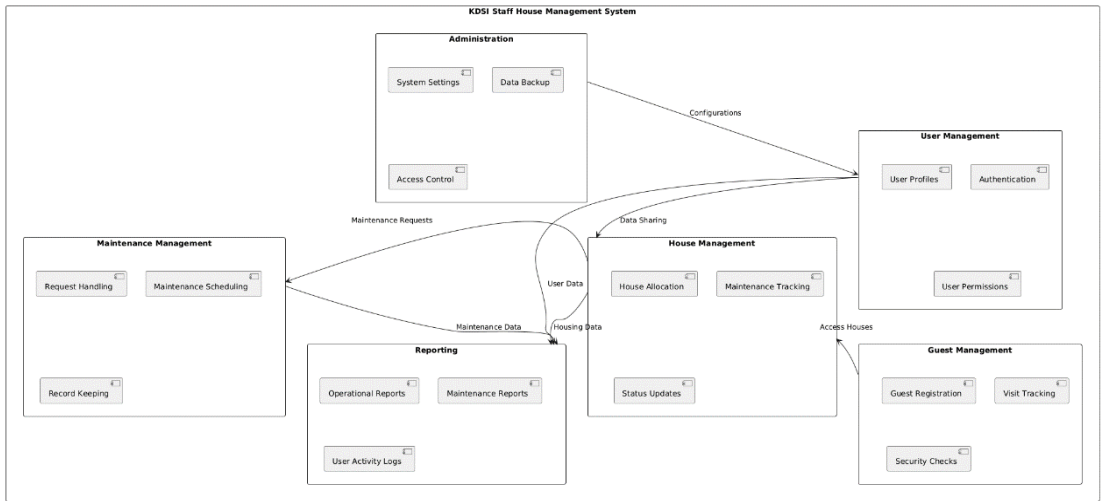 KDSI Staff House Management System
Administration
System Settings
Data Backup
Access Control
Configurations
User Management
User Profiles
Authentication
User Permissions
Maintenance Requests
Data Sharing
Maintenance Management
Request Handling
Maintenance Scheduling
Record Keeping
House Management
House Allocation
Maintenance Tracking
Status Updates
User Data
Maintenance Data
Housing Data
Access Houses
Reporting
Operational Reports
Maintenance Reports
User Activity Logs
Guest Management
Guest Registration
Visit Tracking
Security Checks